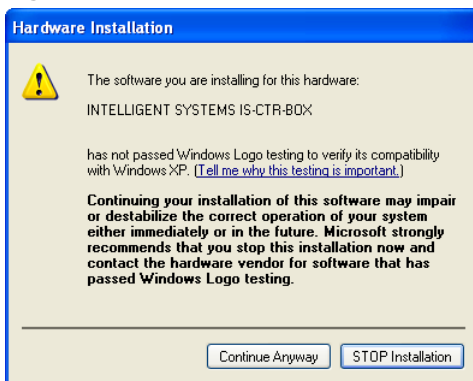 Hardware Installation
The software you are installing for this hardware:
INTELLIGENT SYSTEMS IS-CTR-BOX
has not passed Windows Logo testing to verify its compatibility
with Windows XP. (Tell me why this testing is important.)
Continuing your installation of this software may impair
or destabilize the correct operation of your system
either immediately or in the future. Microsoft strongly
recommends that you stop this installation now and
contact the hardware vendor for software that has
passed Windows Logo testing.
Continue Anyway
STOP Installation